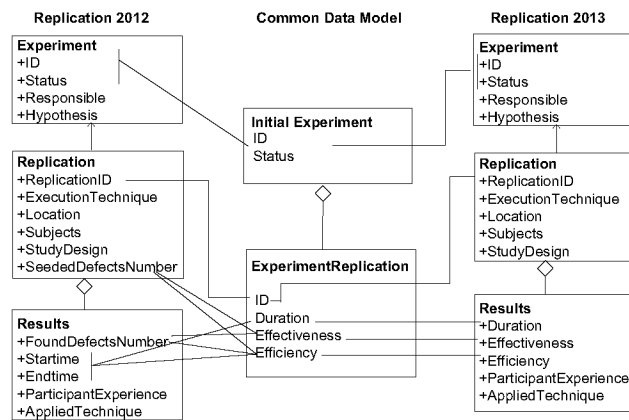 Replication 2012
Common Data Model
Replication 2013
Experiment
+ID
+Status
+Responsible
+Hypothesis
Replication
+ReplicationID
+ExecutionTechnique
+Location
+Subjects
+StudyDesign
+SeededDefectsNumber
Results
+FoundDefectsNumber
+Startime
+Endtime
+ParticipantExperience
+AppliedTechnique
Initial Experiment
ID
Status
ExperimentReplication
ID
Duration
Effectiveness
Efficiency
Experiment
+ID
+Status
+Responsible
+Hypothesis
Replication
+ReplicationID
+ExecutionTechnique
+Location
+Subjects
+StudyDesign
Results
+Duration
+Effectiveness
+Efficiency
+ParticipantExperience
+AppliedTechnique